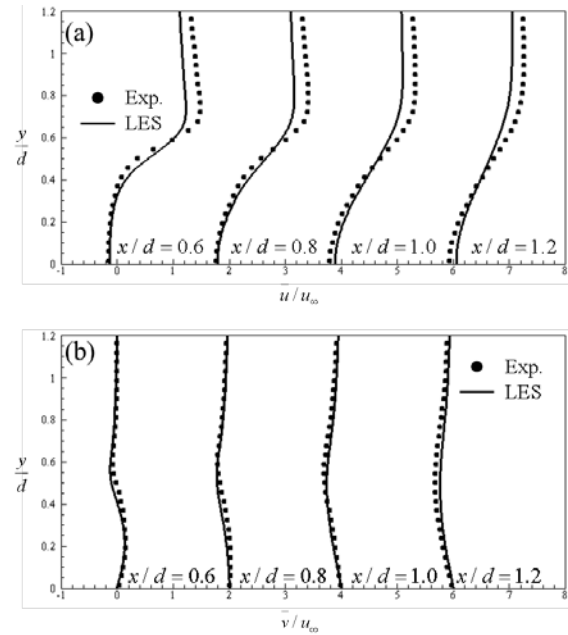 (a)
Exp.
LES
y/d
1.2
1
0.8
0.6
0.4
0.2
0
x / d = 0.6
x / d = 0.8
x / d = 1.0
x / d = 1.2
-1 0 1 2 3 4 5 6 7 8
u̅ / u∞
(b)
Exp.
LES
y/d
1.2
1
0.8
0.6
0.4
0.2
0
x / d = 0.6
x / d = 0.8
x / d = 1.0
x / d = 1.2
-1 0 1 2 3 4 5 6 7 8
v̅ / u∞